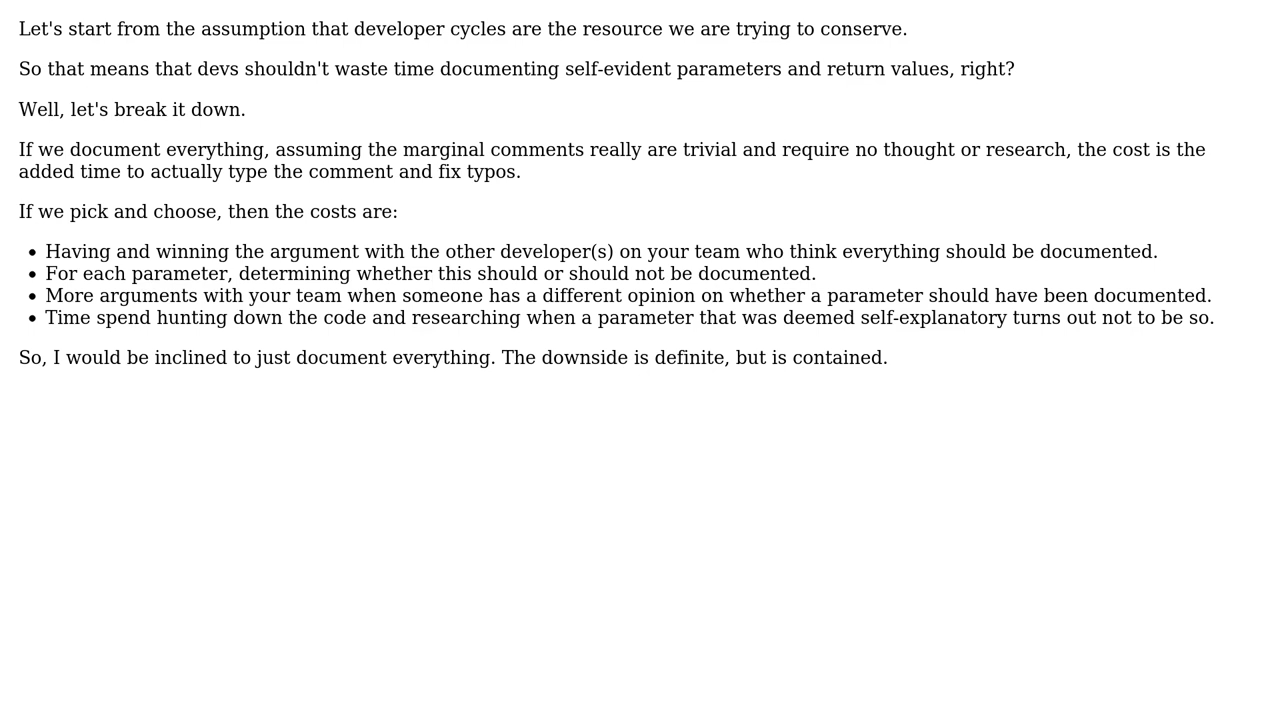 Let's start from the assumption that developer cycles are the resource we are trying to conserve.
So that means that devs shouldn't waste time documenting self-evident parameters and return values, right?
Well, let's break it down.
If we document everything, assuming the marginal comments really are trivial and require no thought or research, the cost is the
added time to actually type the comment and fix typos.
If we pick and choose, then the costs are:
• Having and winning the argument with the other developer(s) on your team who think everything should be documented.
• For each parameter, determining whether this should or should not be documented.
• More arguments with your team when someone has a different opinion on whether a parameter should have been documented.
• Time spend hunting down the code and researching when a parameter that was deemed self-explanatory turns out not to be so.
So, I would be inclined to just document everything. The downside is definite, but is contained.